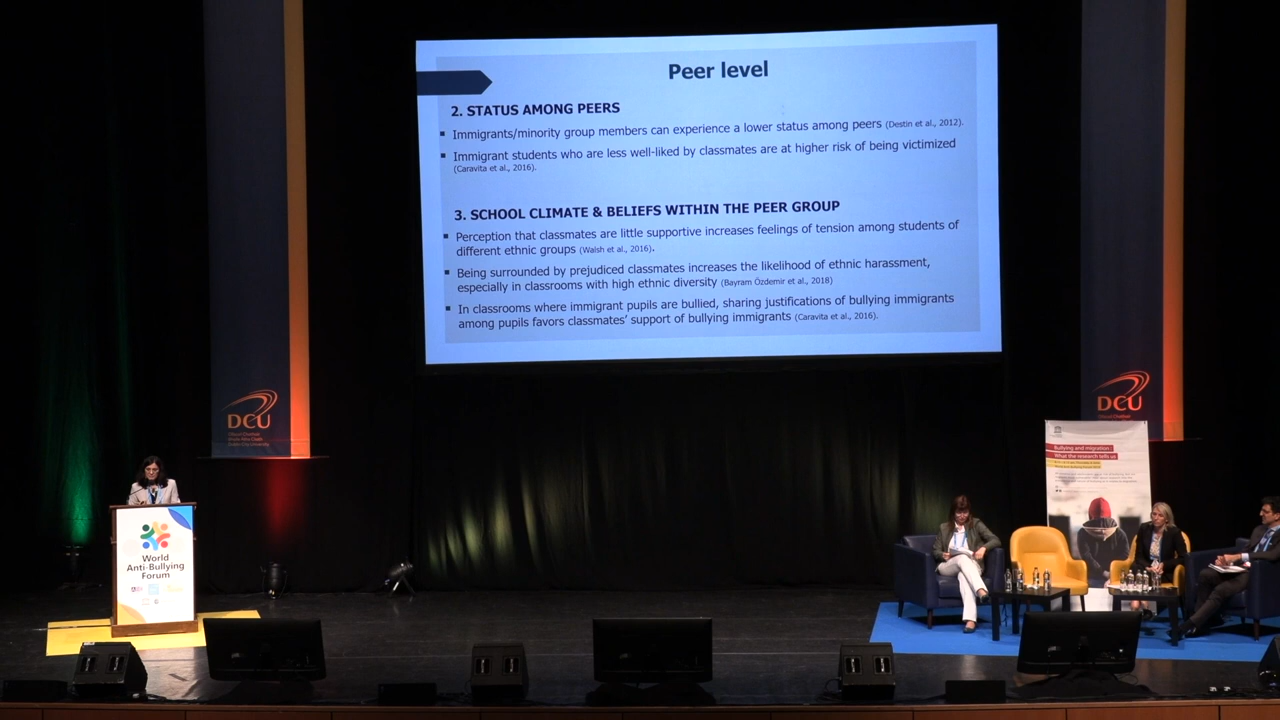 Peer level
2. STATUS AMONG PEERS
Immigrants/minority group members can experience a lower status among peers (Destin et al., 2012).
Immigrant students who are less well-liked by classmates are at higher risk of being victimized
(Caravita et al., 2016).
3. SCHOOL CLIMATE & BELIEFS WITHIN THE PEER GROUP
Perception that classmates are little supportive increases feelings of tension among students of
different ethnic groups (Walsh et al., 2016).
Being surrounded by prejudiced classmates increases the likelihood of ethnic harassment,
especially in classrooms with high ethnic diversity (Bayram Özdemir et al., 2018)
In classrooms where immigrant pupils are bullied, sharing justifications of bullying immigrants
among pupils favors classmates' support of bullying immigrants (Caravita et al., 2016).
DCU
DCU
Bullying and migration:
What the research tells us
World
Anti-Bullying
Forum